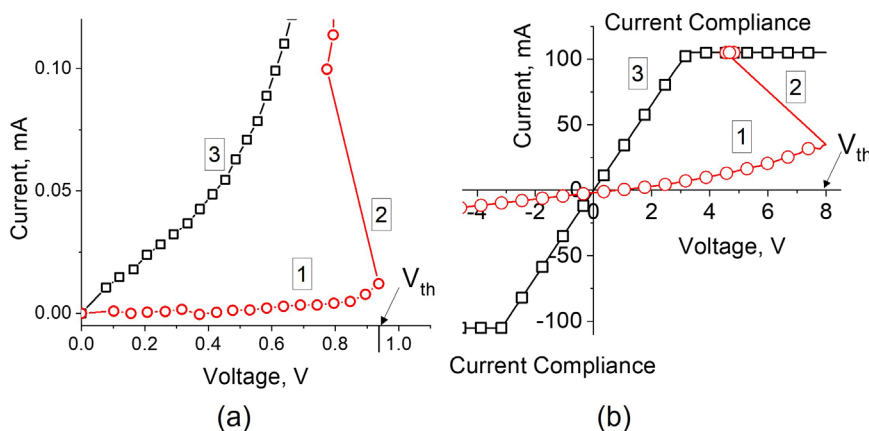 0.10
0.05
0.00
Current, mA
3
2
1
V th
0.0
0.2
0.4
0.6
0.8
1.0
Voltage, V
(a)
Current Compliance
100
50
0
-50
-100
Current, mA
3
2
1
V th
-4
-2
0
2
4
6
8
Voltage, V
Current Compliance
(b)